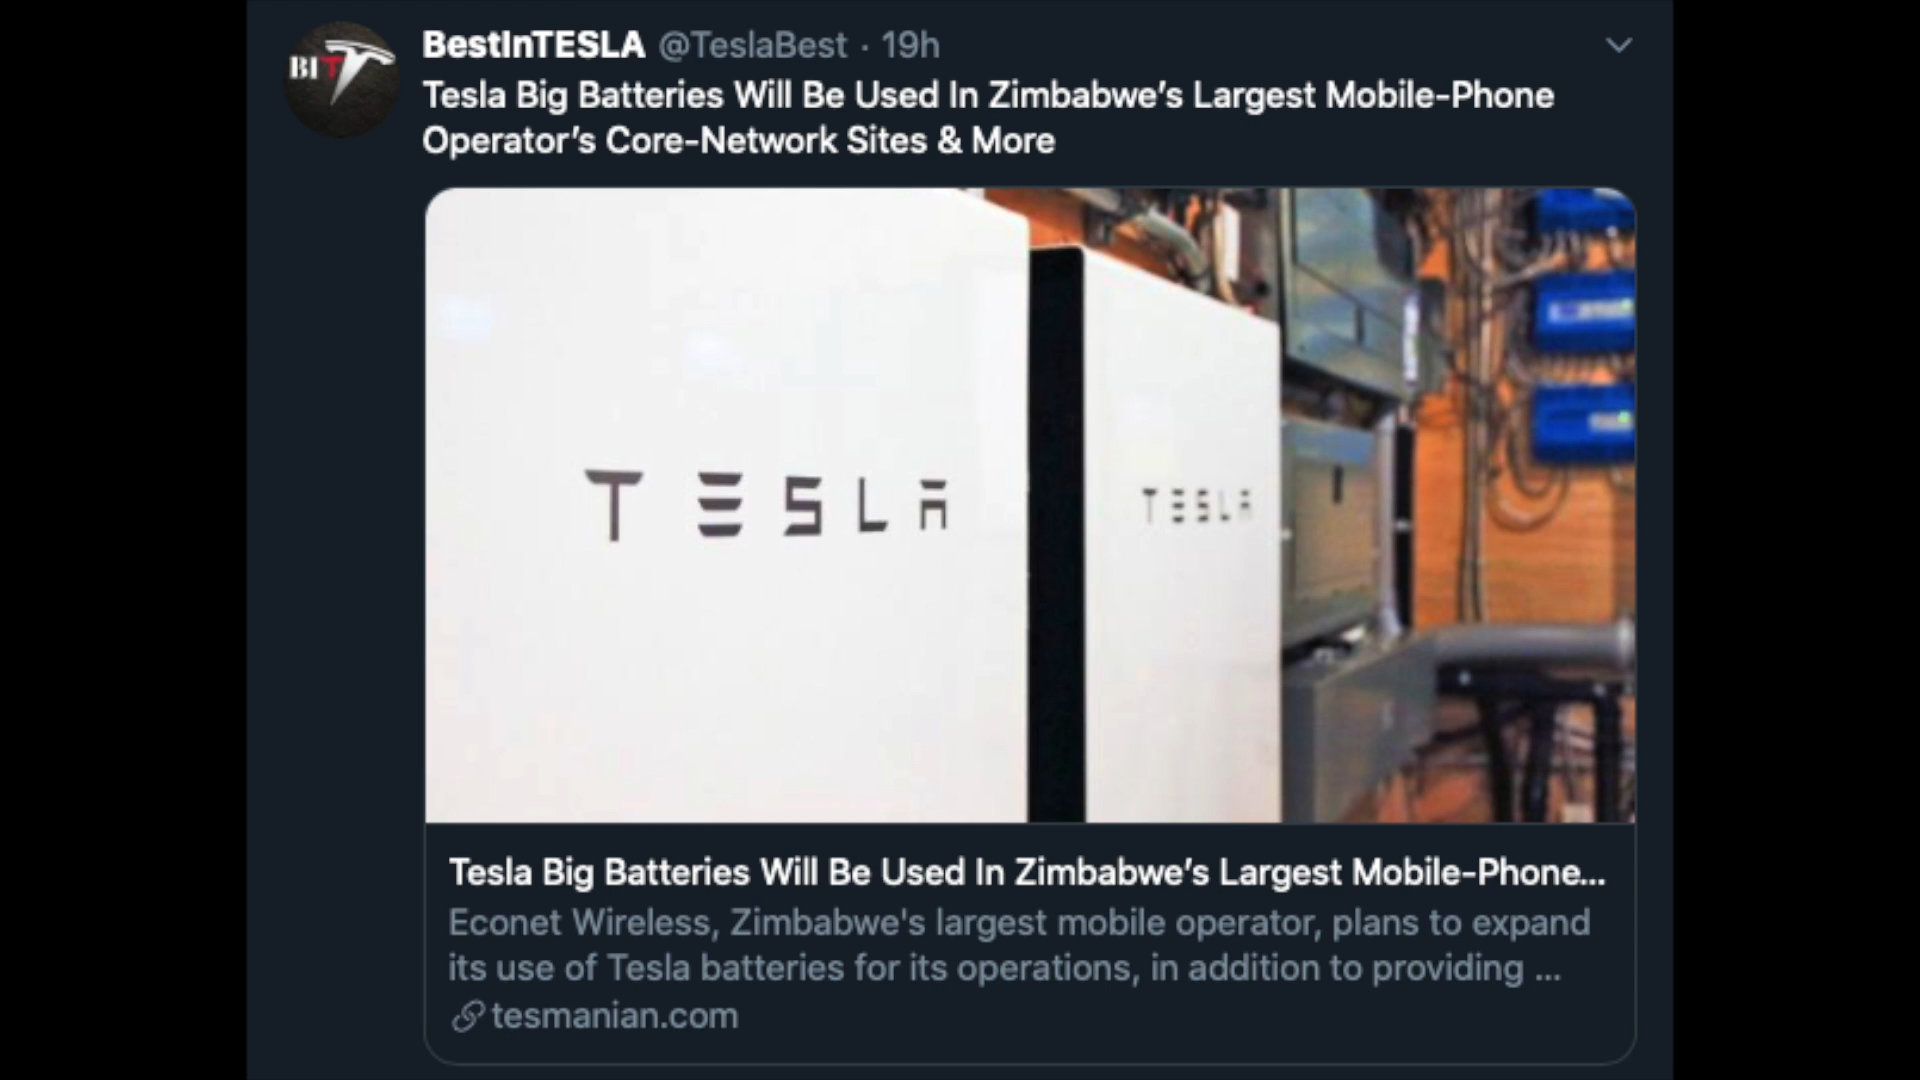 BIT
BestInTESLA @TeslaBest · 19h
Tesla Big Batteries Will Be Used In Zimbabwe's Largest Mobile-Phone
Operator's Core-Network Sites & More
TESLA
TESLA
Tesla Big Batteries Will Be Used In Zimbabwe's Largest Mobile-Phone...
Econet Wireless, Zimbabwe's largest mobile operator, plans to expand
its use of Tesla batteries for its operations, in addition to providing ...
tesmanian.com